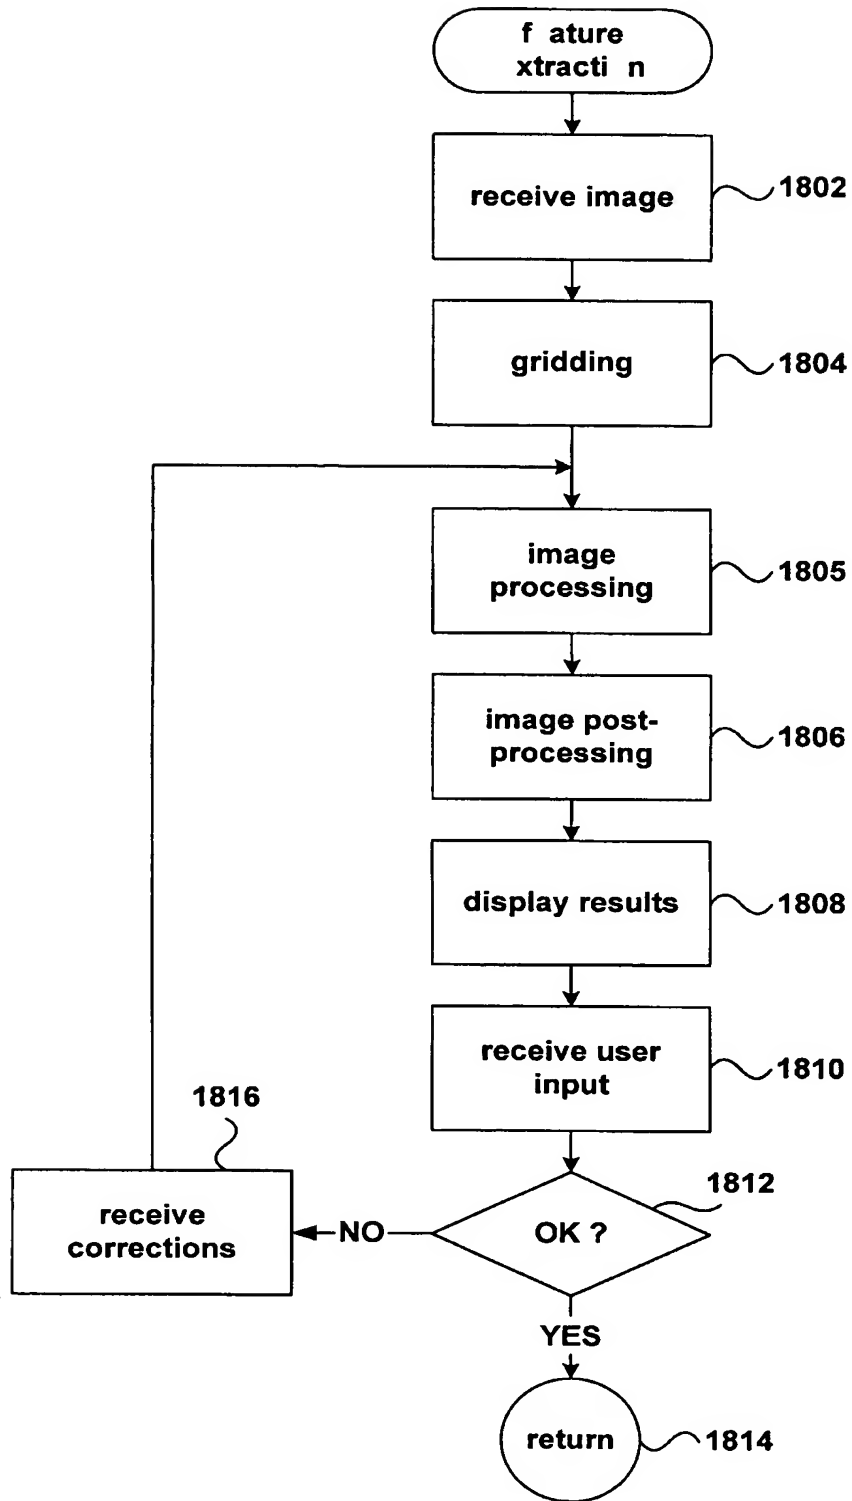 f ature
xtracti n
receive image
1802
gridding
1804
image
processing
1805
image post-
processing
1806
display results
1808
receive user
input
1810
1816
receive
corrections
NO
OK ?
1812
YES
return
1814